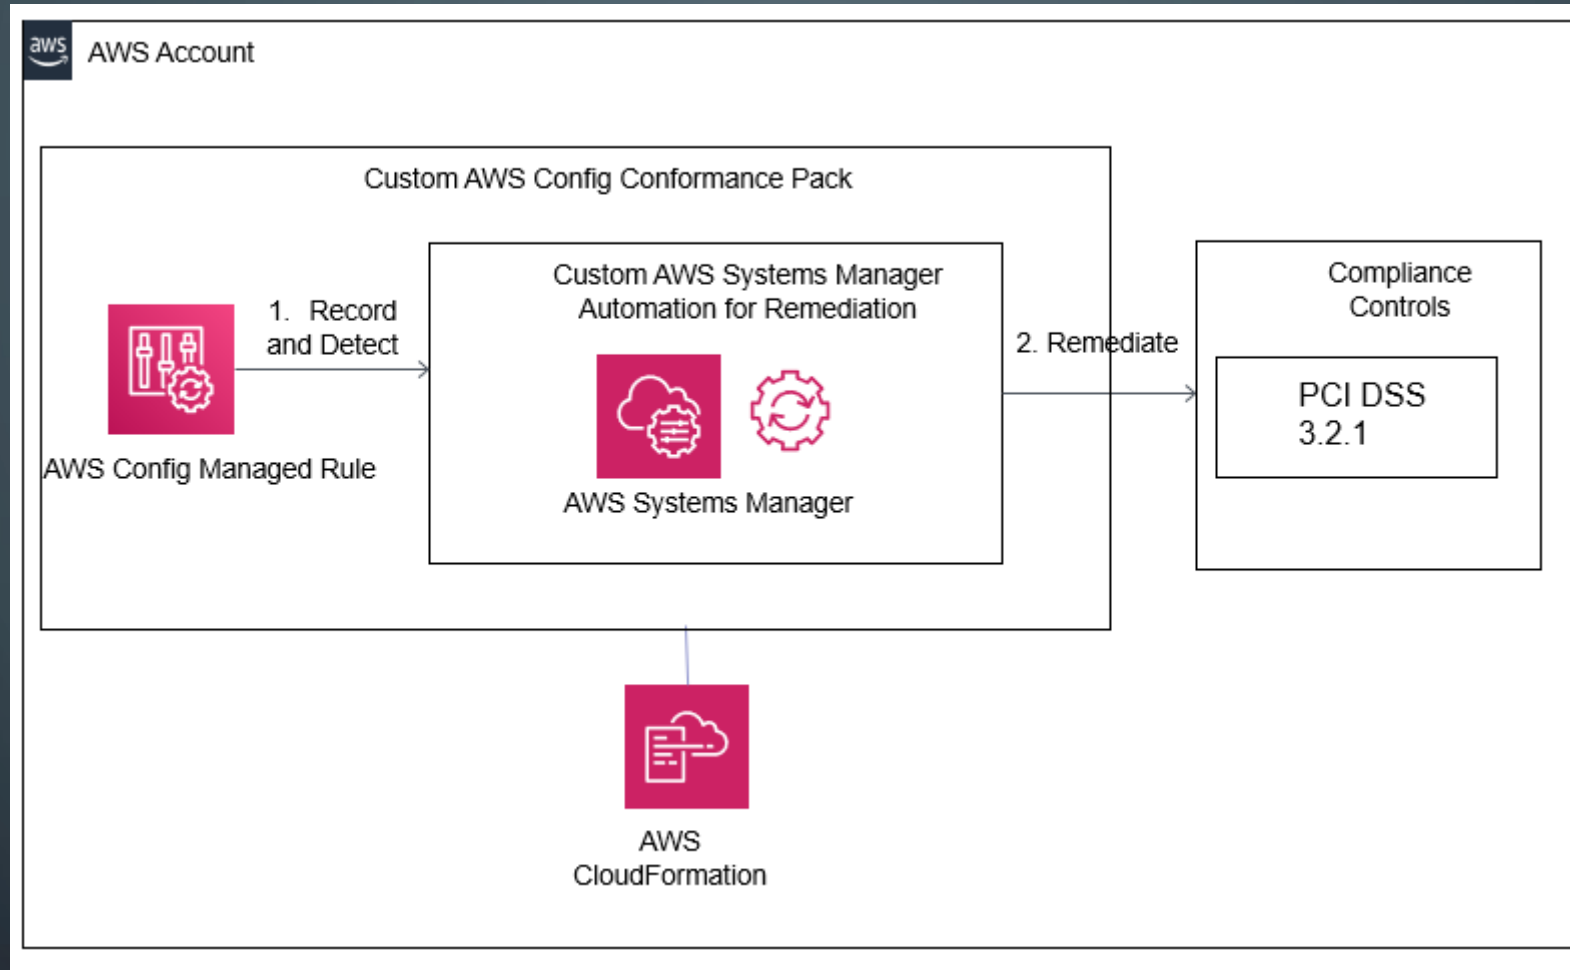 aws
AWS Account
Custom AWS Config Conformance Pack
Custom AWS Systems Manager
Automation for Remediation
1. Record
and Detect
AWS Config Managed Rule
AWS Systems Manager
2. Remediate
Compliance
Controls
PCI DSS
3.2.1
AWS
CloudFormation